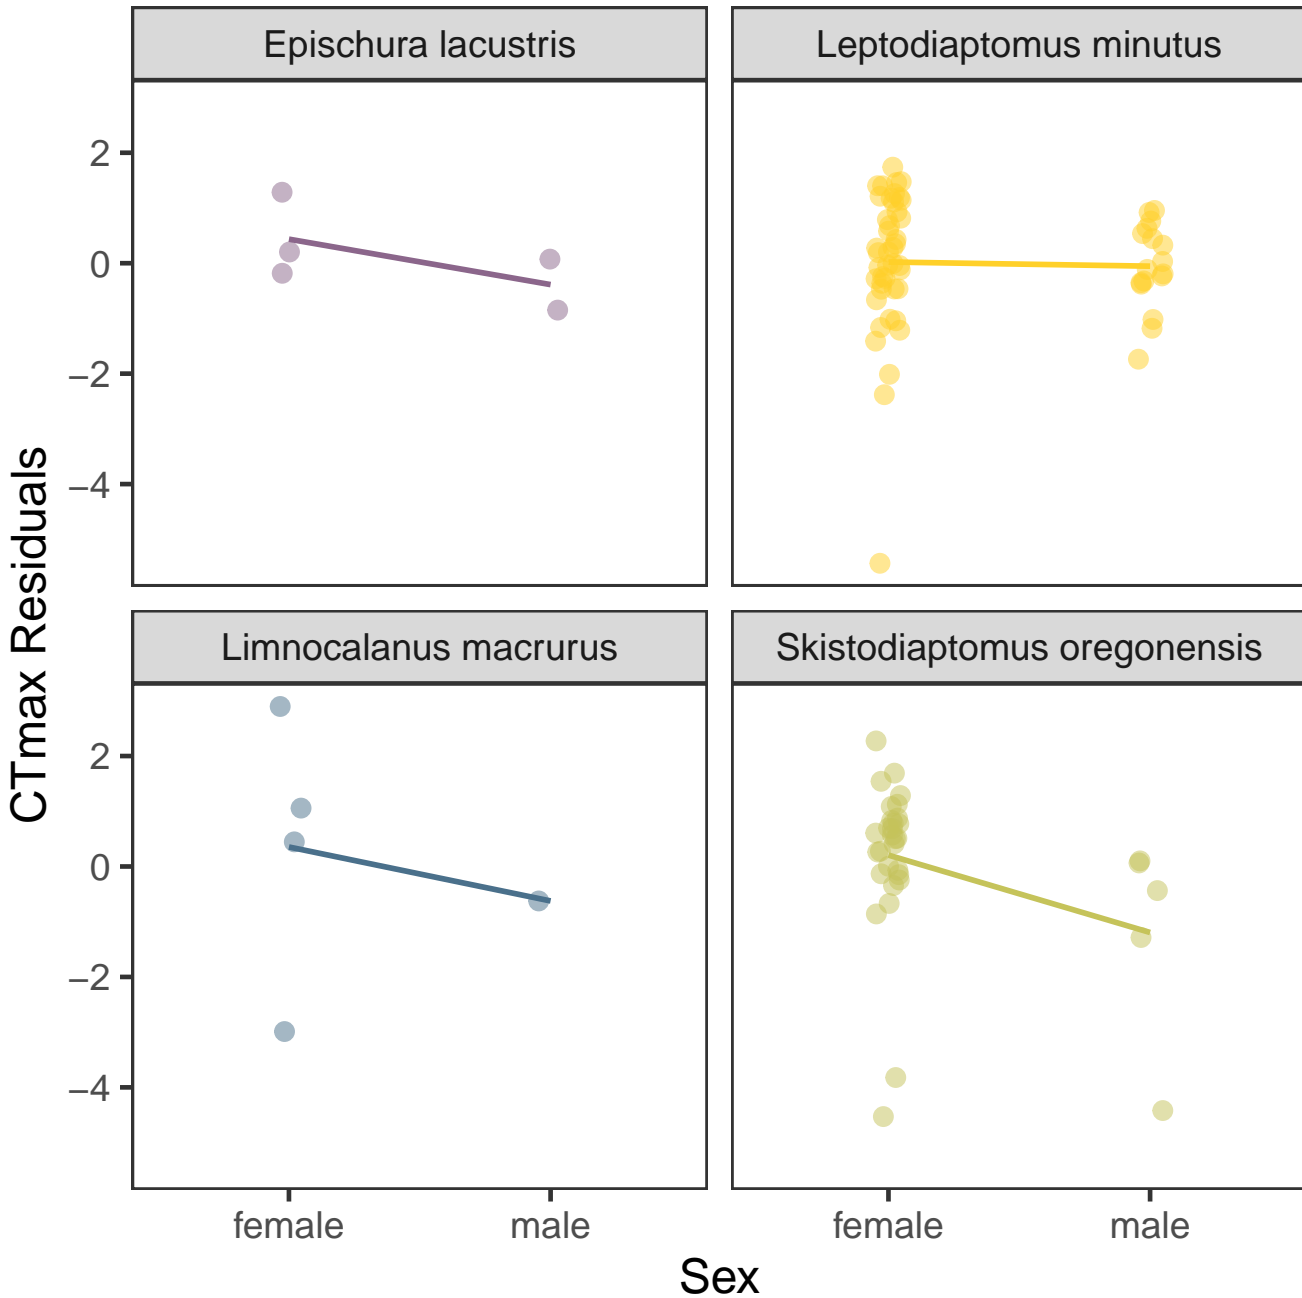 Epischura lacustris
Leptodiaptomus minutus
2
0
−2
−4
CTmax Residuals
Limnocalanus macrurus
Skistodiaptomus oregonensis
2
0
−2
−4
female
male
female
male
Sex